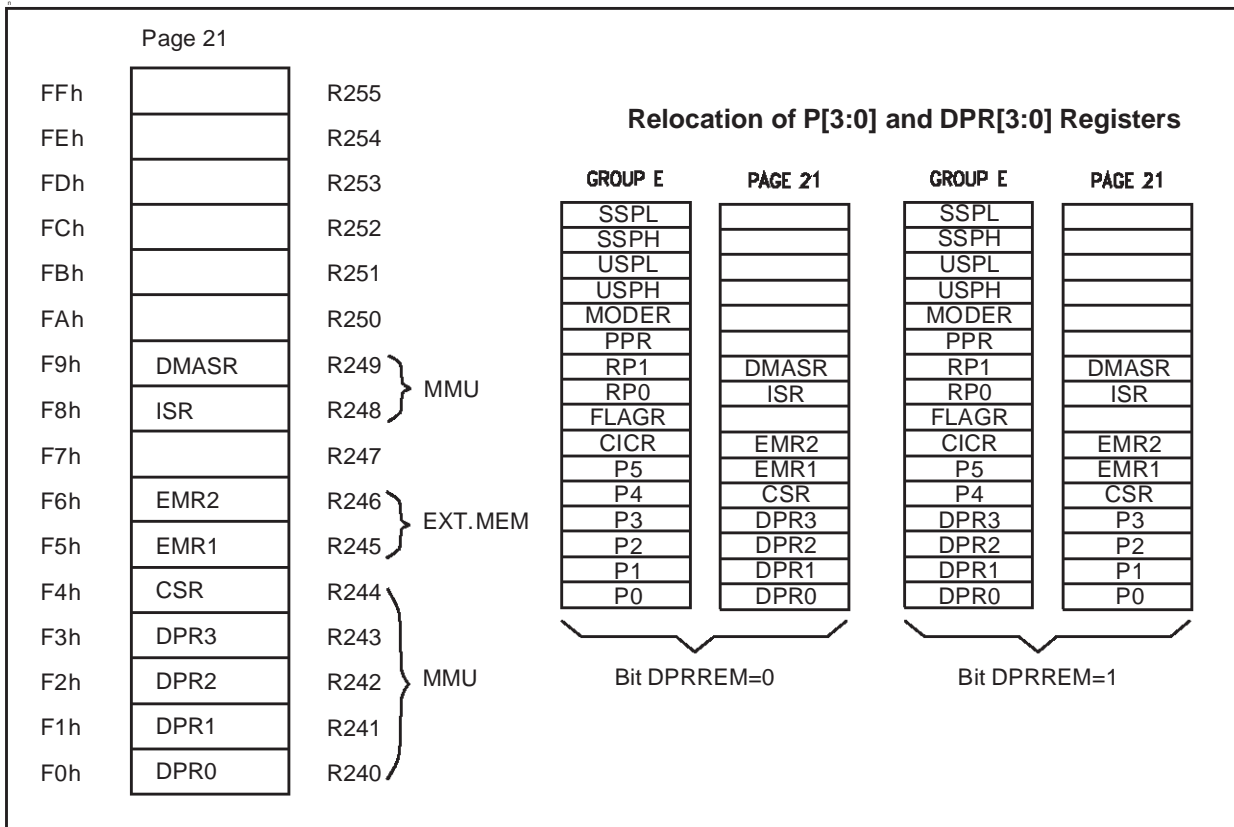 n
Page 21
FFh R255
FEh R254
FDh R253
FCh R252
FBh R251
FAh R250
F9h DMASR R249
F8h ISR R248
MMU
F7h R247
F6h EMR2 R246
F5h EMR1 R245
EXT.MEM
F4h CSR R244
F3h DPR3 R243
F2h DPR2 R242
F1h DPR1 R241
F0h DPR0 R240
MMU
Relocation of P[3:0] and DPR[3:0] Registers
GROUP E PAGE 21 GROUP E PAGE 21
SSPL SSPL
SSPH SSPH
USPL USPL
USPH USPH
MODER MODER
PPR PPR
RP1 DMASR RP1 DMASR
RP0 ISR RP0 ISR
FLAGR FLAGR
CICR EMR2 CICR EMR2
P5 EMR1 P5 EMR1
P4 CSR P4 CSR
P3 DPR3 DPR3 P3
P2 DPR2 DPR2 P2
P1 DPR1 DPR1 P1
P0 DPR0 DPR0 P0
Bit DPRREM=0 Bit DPRREM=1